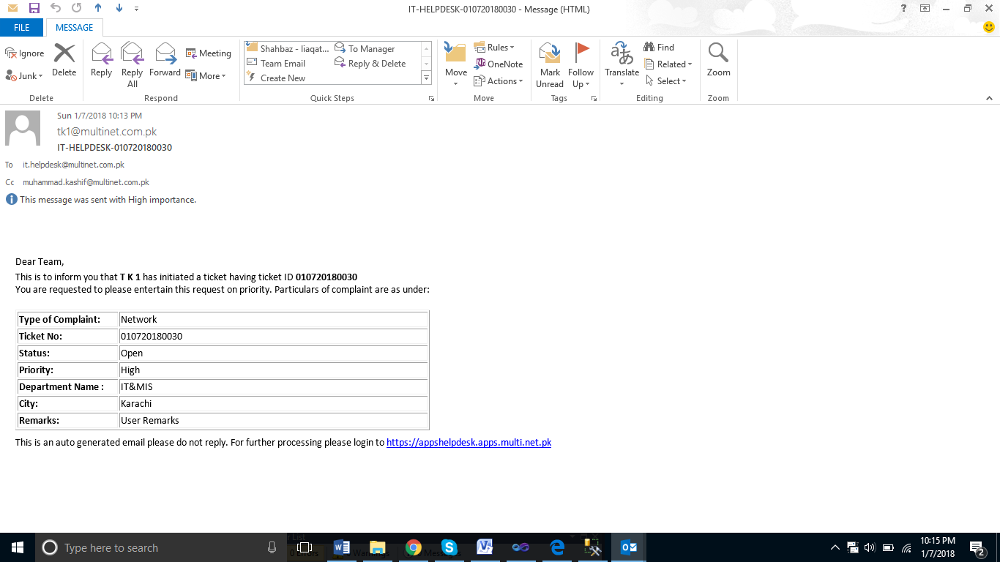 IT-HELPDESK-010720180030 - Message (HTML)
FILE MESSAGE
Ignore
Junk
Delete
Delete
Reply
Reply All
Forward
Meeting
More
Respond
Shahbaz - liaqat...
Team Email
Create New
To Manager
Reply & Delete
Quick Steps
Move
Rules
OneNote
Actions
Move
Mark Unread
Follow Up
Tags
Translate
Find
Related
Select
Editing
Zoom
Zoom
Sun 1/7/2018 10:13 PM
tk1@multinet.com.pk
IT-HELPDESK-010720180030
To it.helpdesk@multinet.com.pk
Cc muhammad.kashif@multinet.com.pk
This message was sent with High importance.
Dear Team,
This is to inform you that T K 1 has initiated a ticket having ticket ID 010720180030
You are requested to please entertain this request on priority. Particulars of complaint are as under:
Type of Complaint: Network
Ticket No: 010720180030
Status: Open
Priority: High
Department Name : IT&MIS
City: Karachi
Remarks: User Remarks
This is an auto generated email please do not reply. For further processing please login to https://appshelpdesk.apps.multi.net.pk
Type here to search
0 Errors
10:15 PM
1/7/2018
2